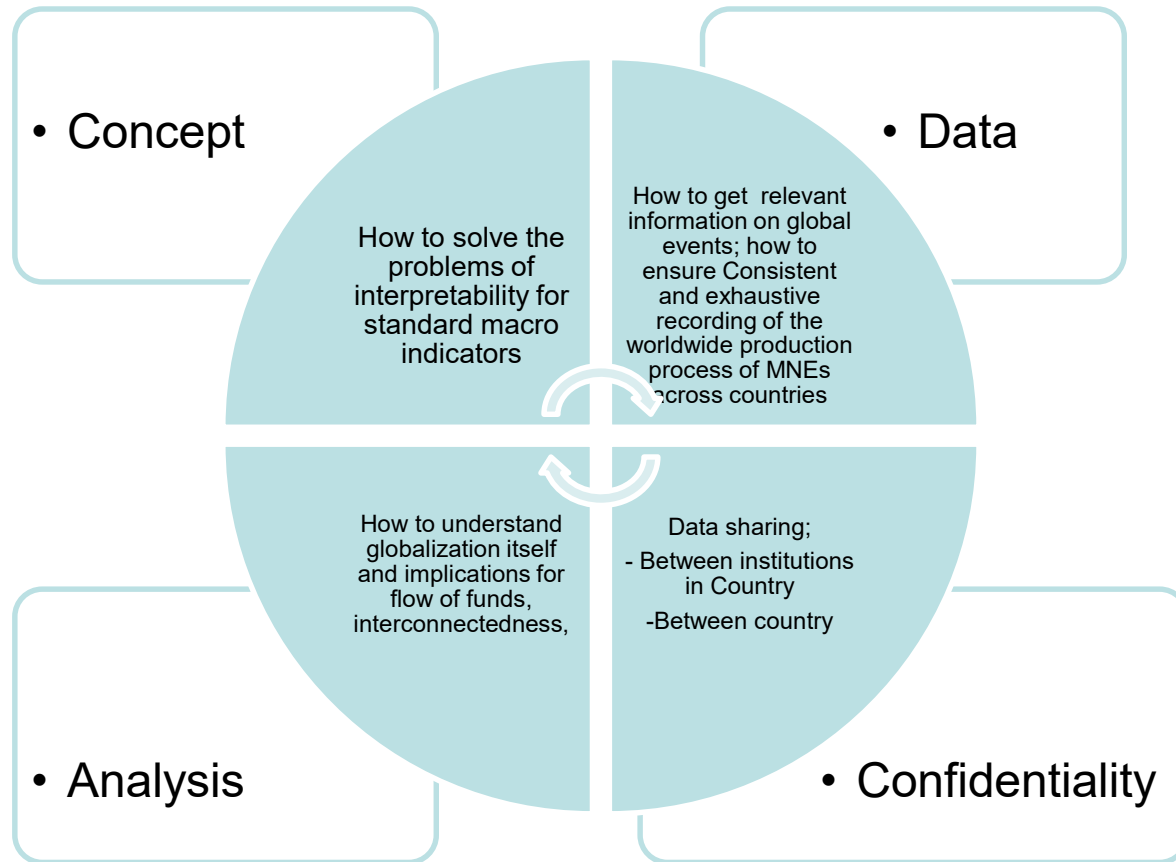 • Concept
How to solve the
problems of
interpretability for
standard macro
indicators
• Data
How to get  relevant
information on global
events; how to
ensure Consistent
and exhaustive
recording of the
worldwide production
process of MNEs
across countries
How to understand
globalization itself
and implications for
flow of funds,
interconnectedness,
• Analysis
Data sharing;
- Between institutions
in Country
-Between country
• Confidentiality